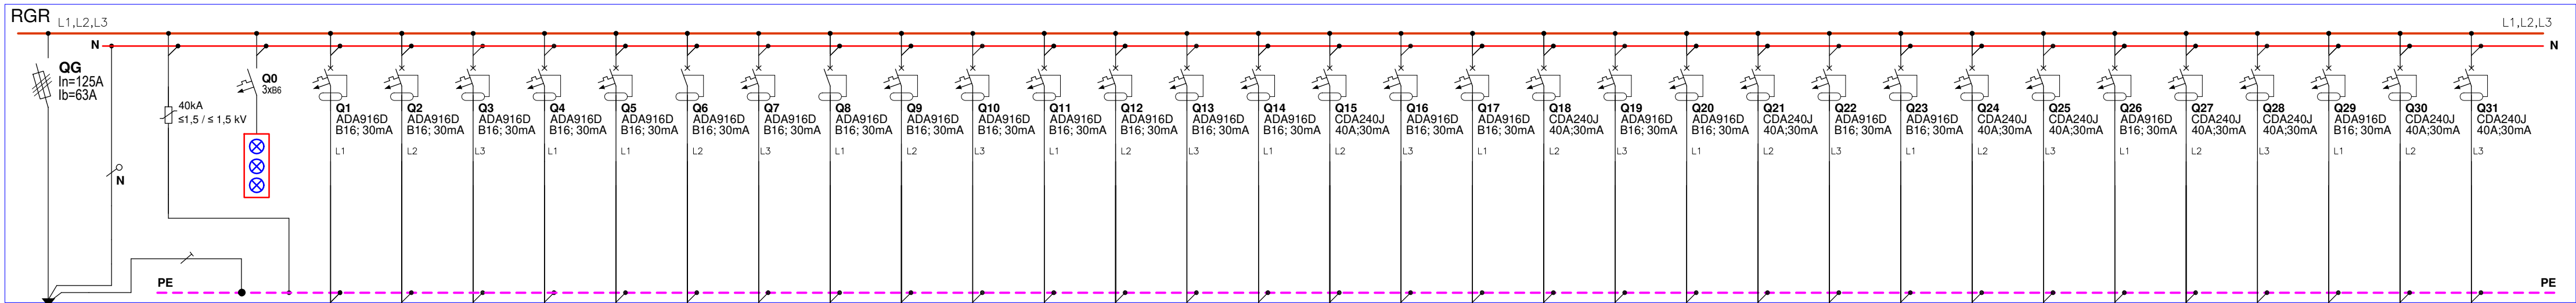 RGR
L1,L2,L3
L1,L2,L3
N
N
QG
In=125A
Ib=63A
N
40kA
≤1,5 / ≤ 1,5 kV
Q0
3xB6
Q1
ADA916D
B16; 30mA
L1
Q2
ADA916D
B16; 30mA
L2
Q3
ADA916D
B16; 30mA
L3
Q4
ADA916D
B16; 30mA
L1
Q5
ADA916D
B16; 30mA
L1
Q6
ADA916D
B16; 30mA
L2
Q7
ADA916D
B16; 30mA
L3
Q8
ADA916D
B16; 30mA
L1
Q9
ADA916D
B16; 30mA
L2
Q10
ADA916D
B16; 30mA
L3
Q11
ADA916D
B16; 30mA
L1
Q12
ADA916D
B16; 30mA
L2
Q13
ADA916D
B16; 30mA
L3
Q14
ADA916D
B16; 30mA
L1
Q15
CDA240J
40A;30mA
L2
Q16
ADA916D
B16; 30mA
L3
Q17
ADA916D
B16; 30mA
L1
Q18
CDA240J
40A;30mA
L2
Q19
ADA916D
B16; 30mA
L3
Q20
ADA916D
B16; 30mA
L1
Q21
CDA240J
40A;30mA
L2
Q22
ADA916D
B16; 30mA
L3
Q23
ADA916D
B16; 30mA
L1
Q24
CDA240J
40A;30mA
L2
Q25
CDA240J
40A;30mA
L3
Q26
ADA916D
B16; 30mA
L1
Q27
CDA240J
40A;30mA
L2
Q28
CDA240J
40A;30mA
L3
Q29
ADA916D
B16; 30mA
L1
Q30
CDA240J
40A;30mA
L2
Q31
CDA240J
40A;30mA
L3
PE
PE